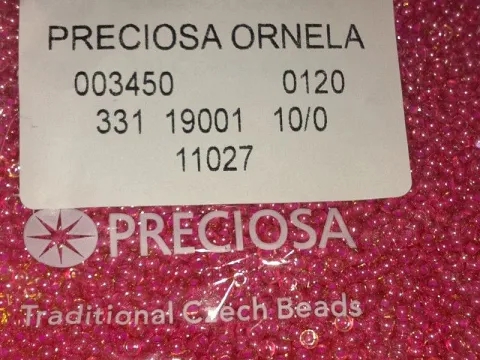 PRECIOSA ORNELA
003450 0120
331 19001 10/0
11027
PRECIOSA
Traditional Czech Beads